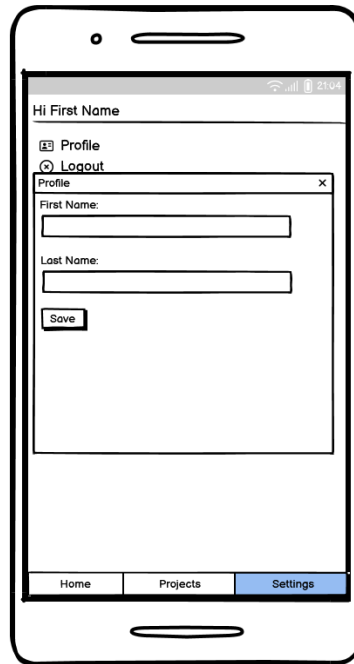 21:04
Hi First Name
Profile
Logout
Profile
First Name:
Last Name:
Save
Home Projects Settings